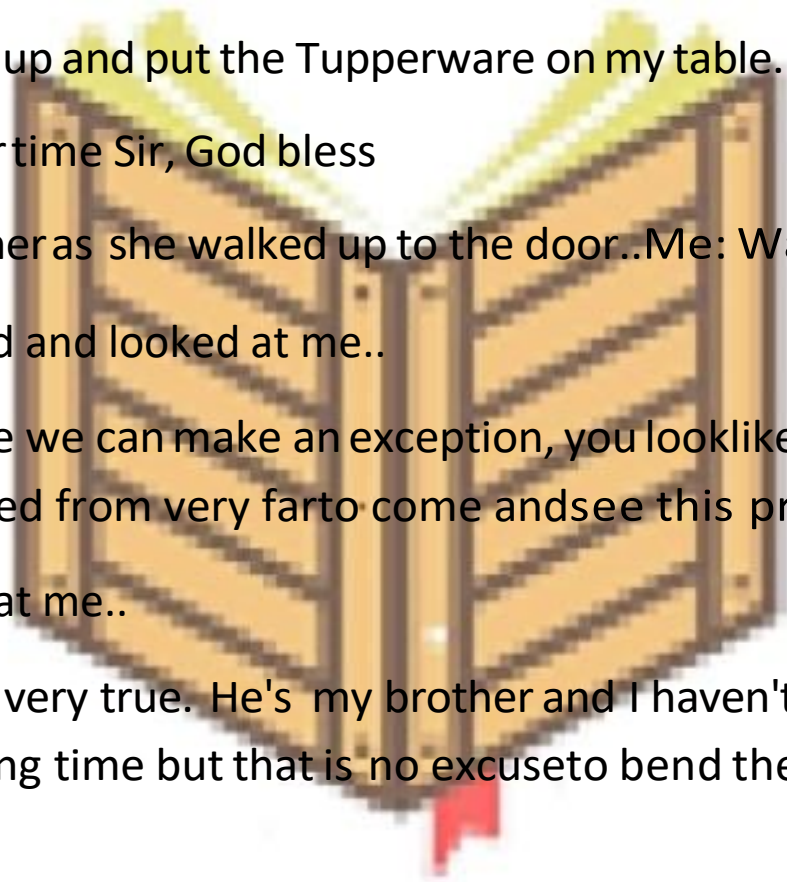 up and put the Tupperware on my table.
time Sir, God bless
as she walked up to the door..Me: W
and looked at me..
we can make an exception, you looklike
from very farto come andsee this
at me..
very true. He's my brother and I haven't
time but that is no excuseto bend the